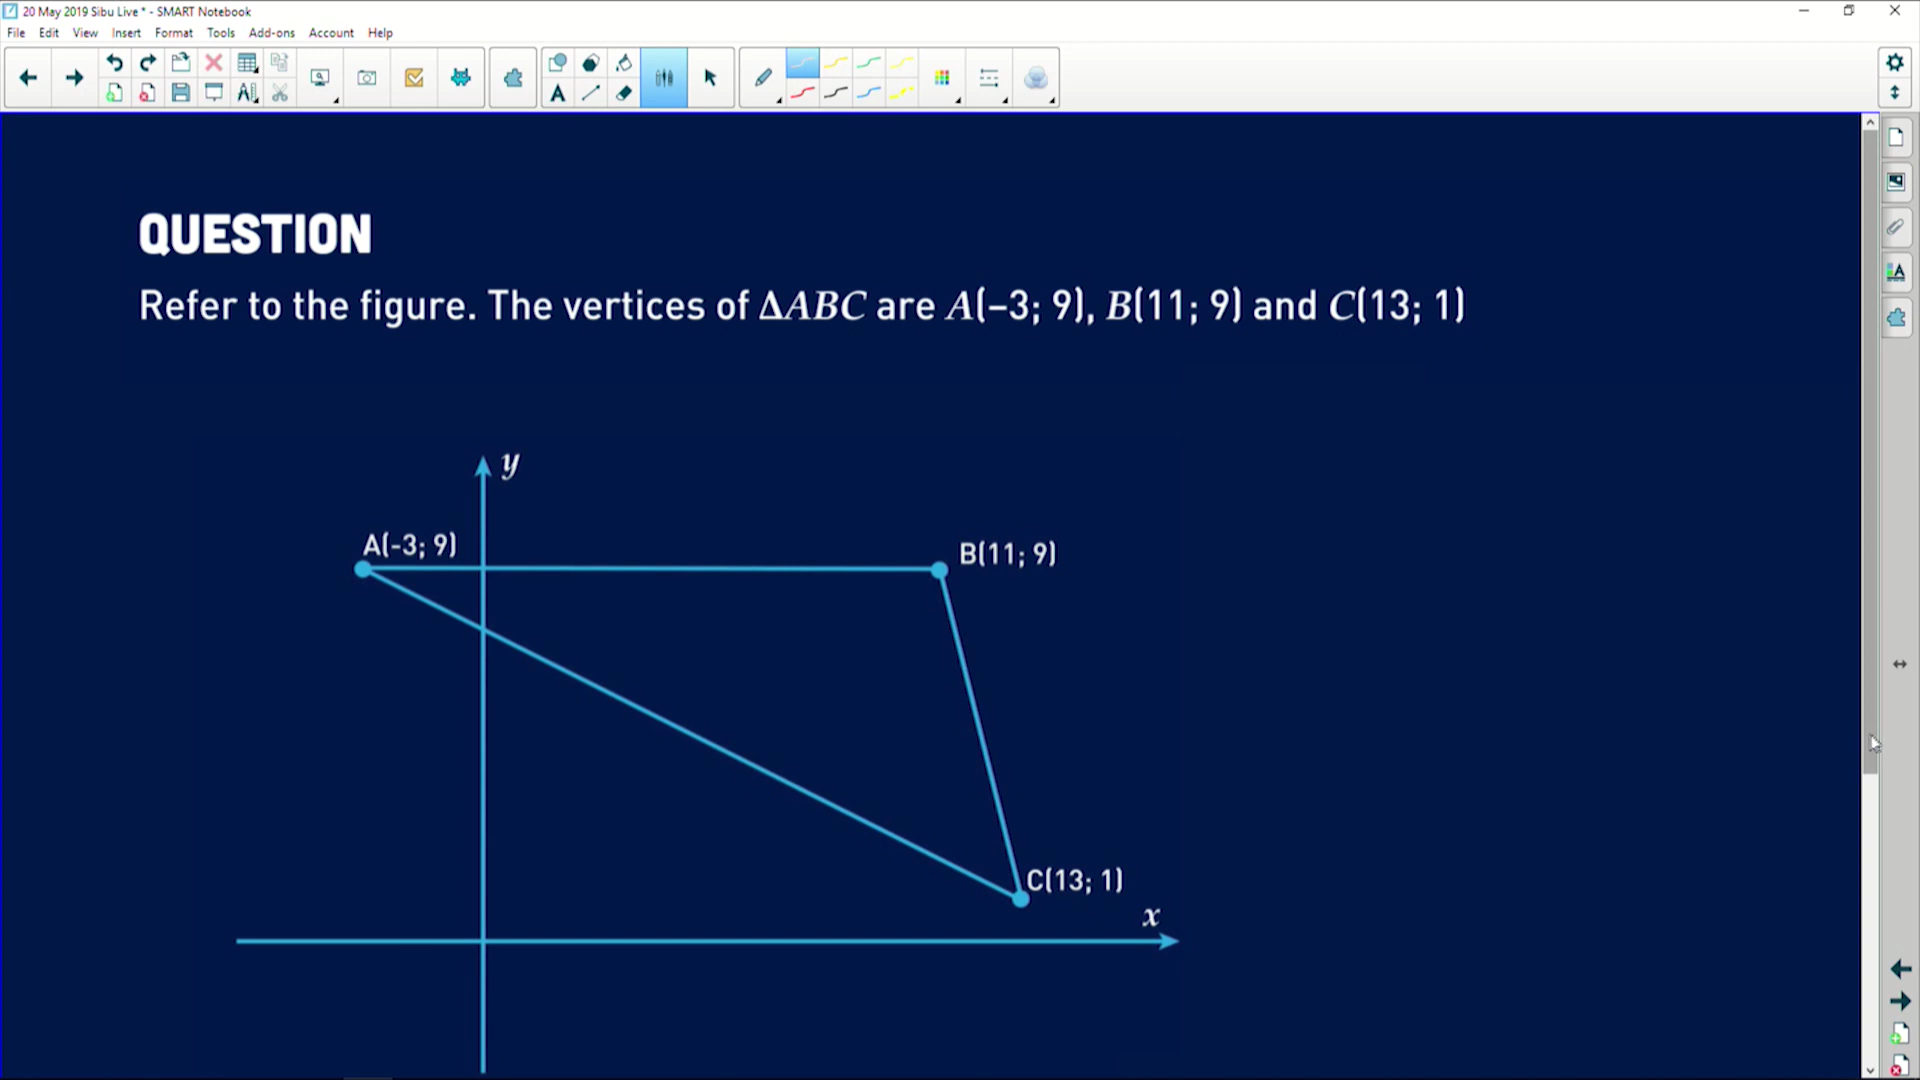 20 May 2019 Sibu Live * - SMART Notebook
File Edit View Insert Format Tools Add-ons Account Help
QUESTION
Refer to the figure. The vertices of ΔABC are A(−3; 9), B(11; 9) and C(13; 1)
y
A(-3; 9)
B(11; 9)
C(13; 1)
x